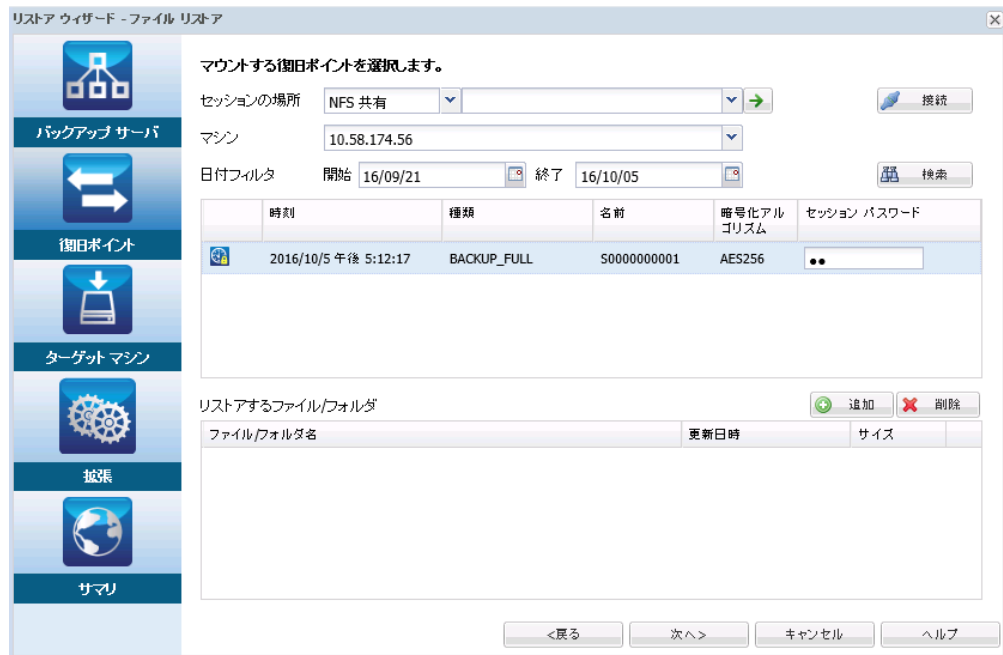 リストア ウィザード - ファイル リストア
バックアップ サーバ
復旧ポイント
ターゲット マシン
拡張
サマリ
マウントする復旧ポイントを選択します。
セッションの場所 NFS 共有 接続
マシン 10.58.174.56
日付フィルタ 開始 16/09/21 終了 16/10/05 検索
時刻 種類 名前 暗号化アル
ゴリズム セッション パスワード
2016/10/5 午後 5:12:17 BACKUP_FULL S0000000001 AES256 ●●
リストアするファイル/フォルダ 追加 削除
ファイル/フォルダ名 更新日時 サイズ
<戻る 次へ> キャンセル ヘルプ